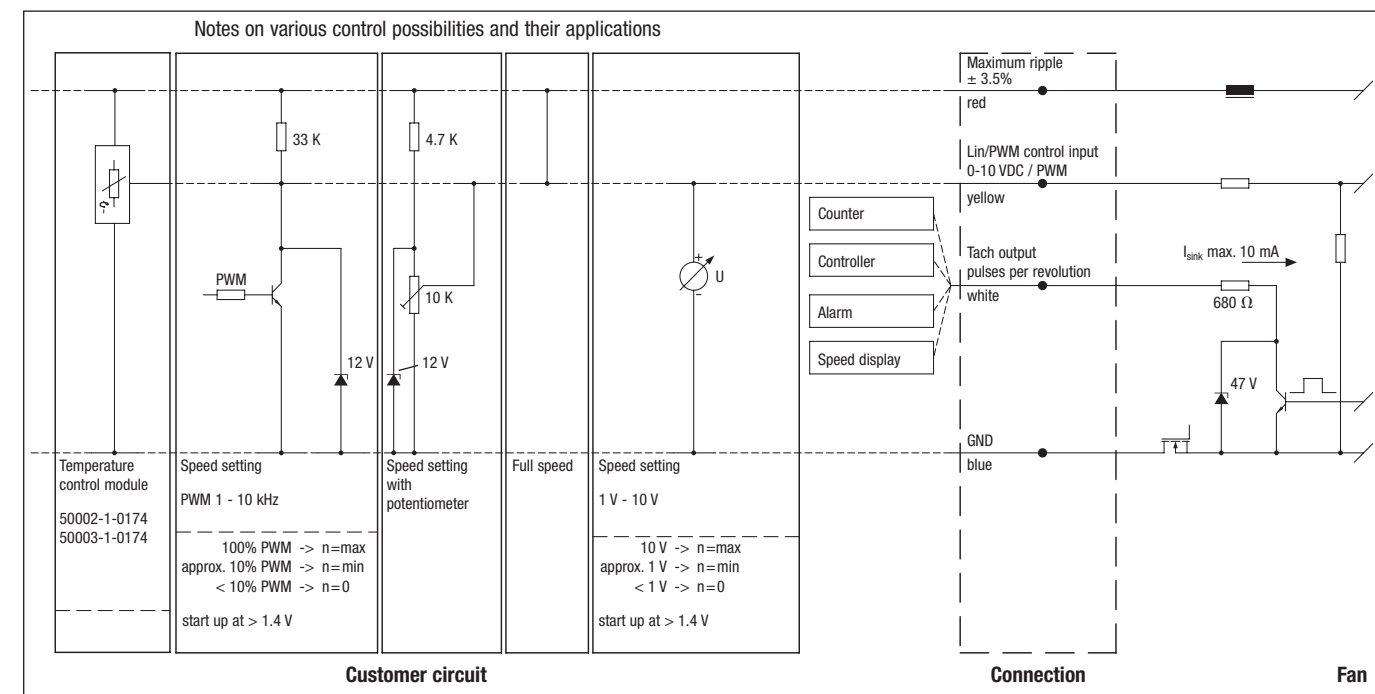 Notes on various control possibilities and their applications
Maximum ripple
± 3.5%
red
33 K
4.7 K
Lin/PWM control input
0-10 VDC / PWM
yellow
Counter
Controller
Alarm
Speed display
Tach output
pulses per revolution
white
Isink max. 10 mA
680 Ω
PWM
10 K
U
+
-
12 V
12 V
47 V
GND
blue
Temperature
control module
50002-1-0174
50003-1-0174
Speed setting
PWM 1 - 10 kHz
100% PWM -> n=max
approx. 10% PWM -> n=min
< 10% PWM -> n=0
start up at > 1.4 V
Speed setting
with
potentiometer
Full speed
Speed setting
1 V - 10 V
10 V -> n=max
approx. 1 V -> n=min
< 1 V -> n=0
start up at > 1.4 V
Customer circuit
Connection
Fan